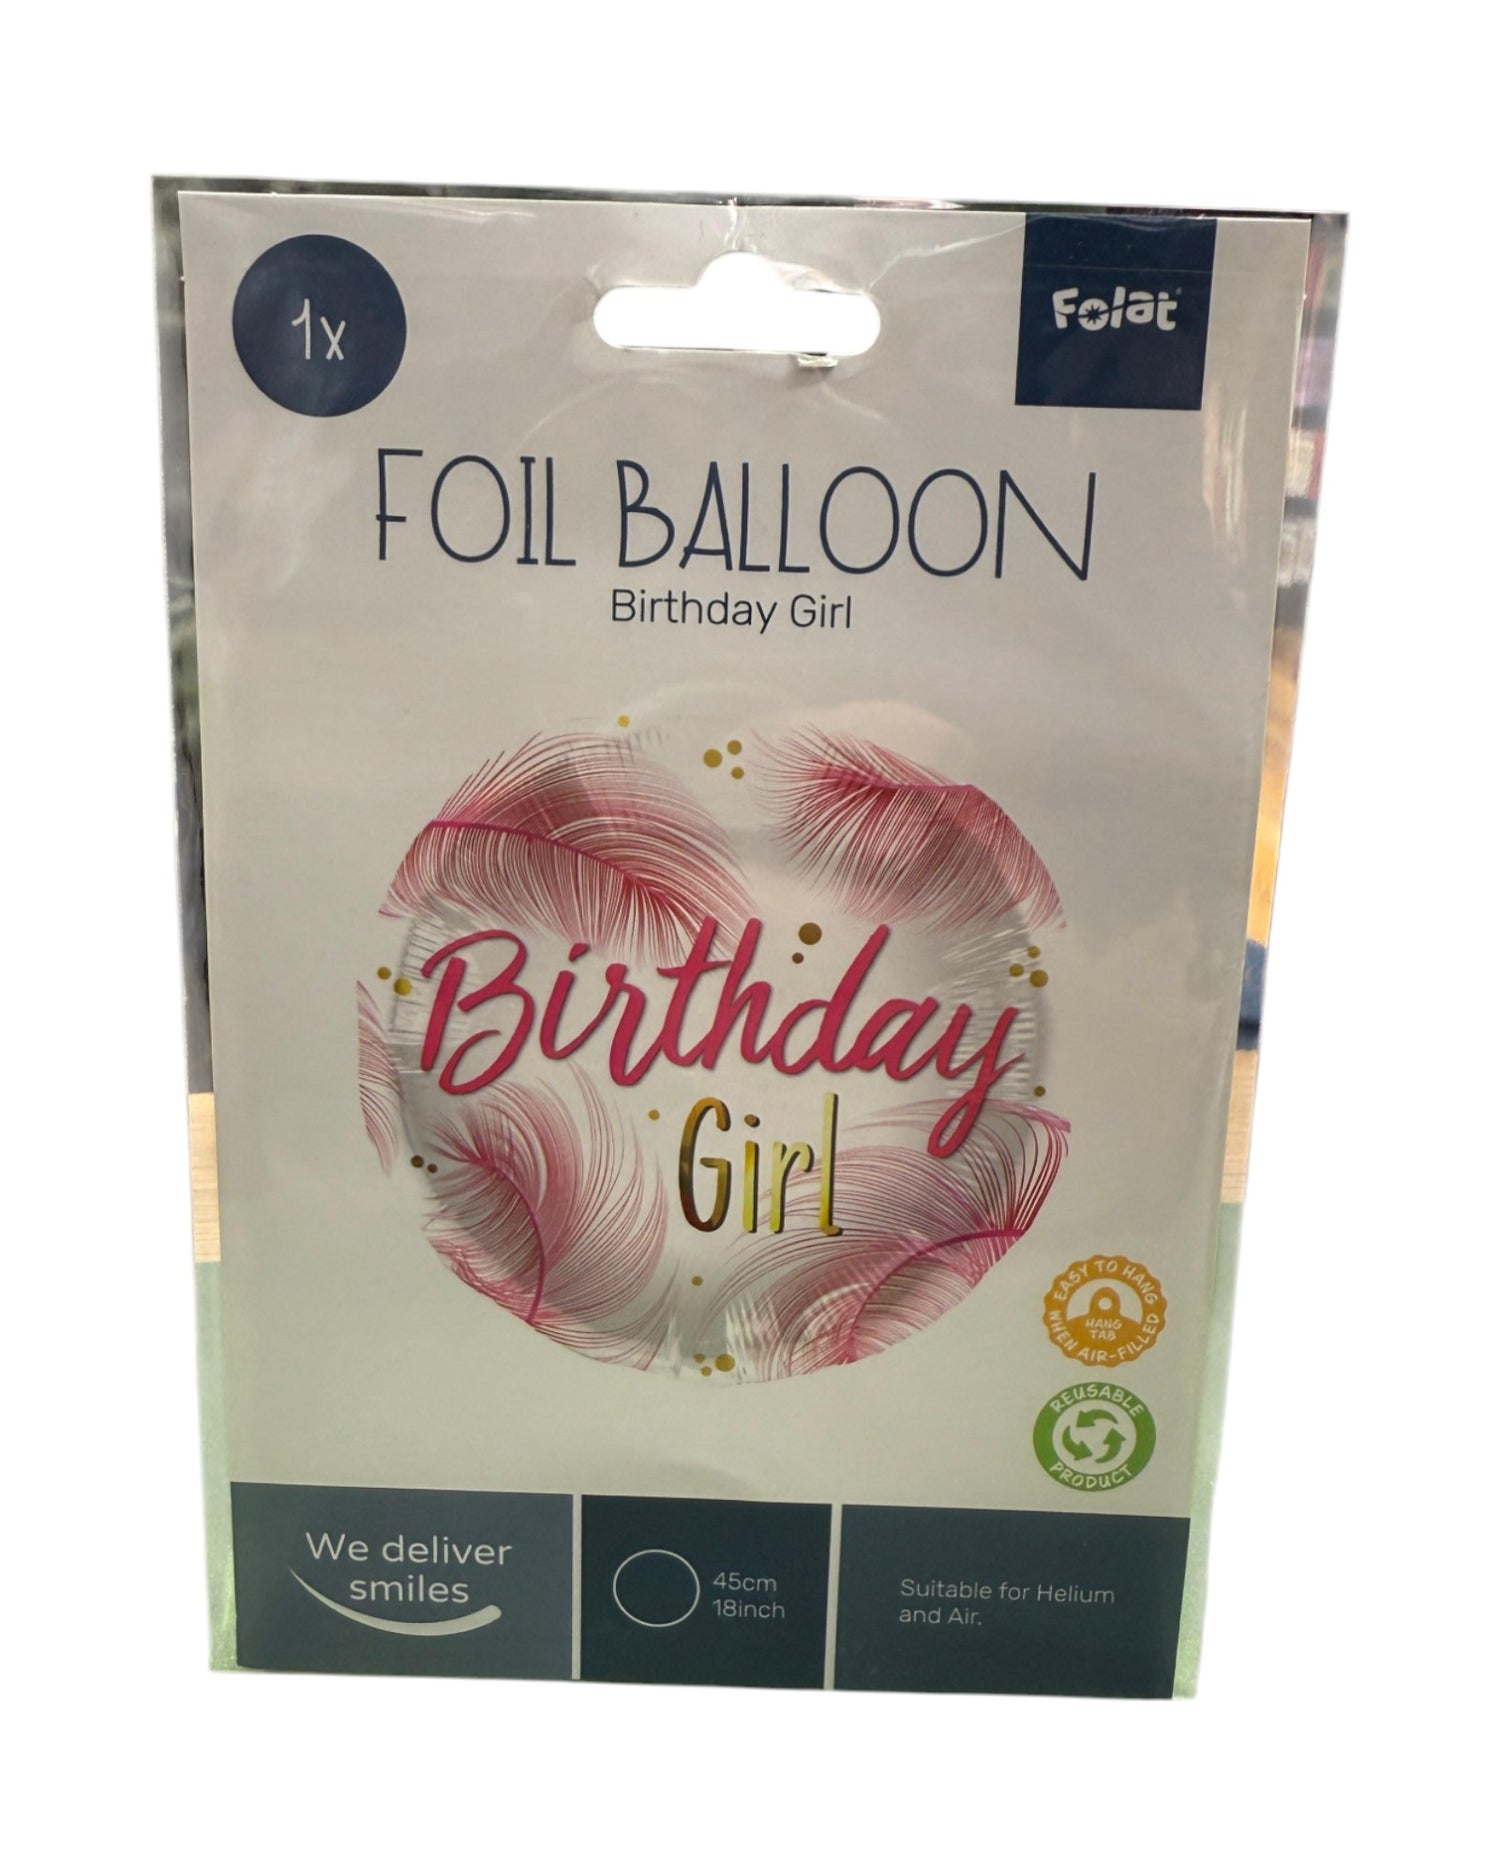 1x
Folat
FOIL BALLOON
Birthday Girl
Birthday
Girl
EASY TO HANG
HANG
TAB
WHEN AIR-FILLED
REUSABLE
PRODUCT
We deliver
smiles
45cm
18inch
Suitable for Helium
and Air.